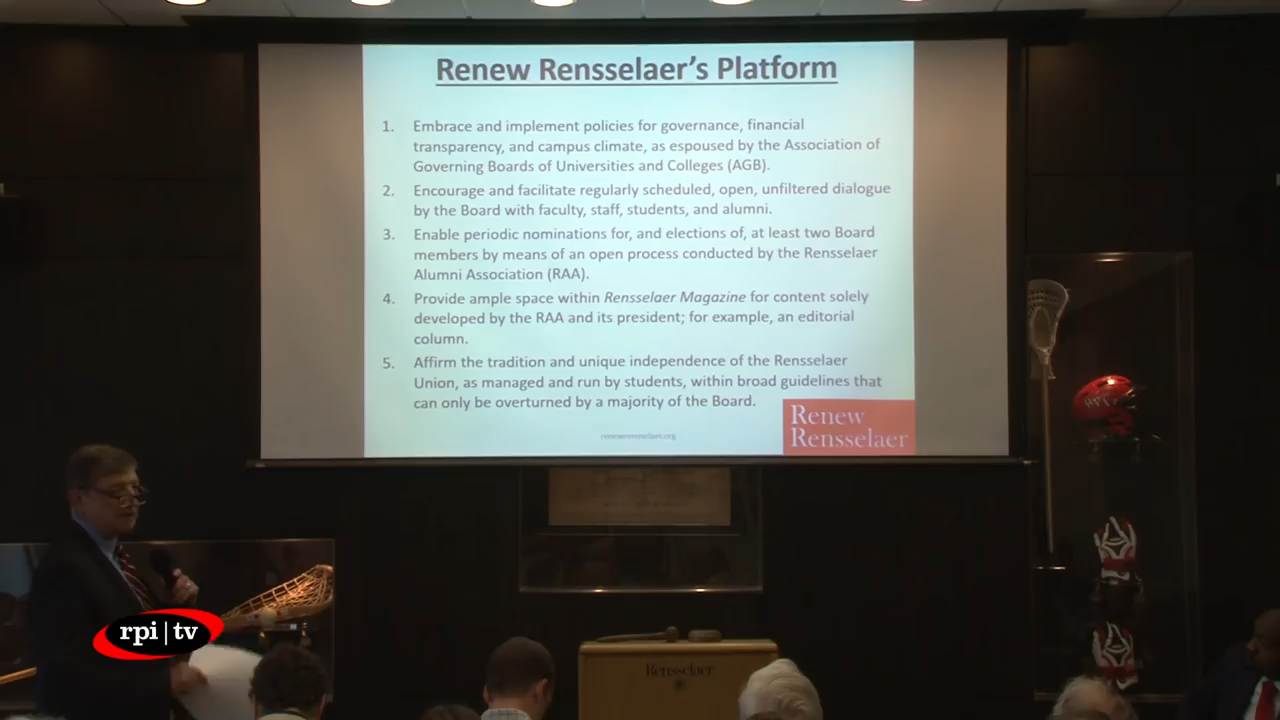 Renew Rensselaer's Platform
1. Embrace and implement policies for governance, financial
transparency, and campus climate, as espoused by the Association of
Governing Boards of Universities and Colleges (AGB).
2. Encourage and facilitate regularly scheduled, open, unfiltered dialogue
by the Board with faculty, staff, students, and alumni.
3. Enable periodic nominations for, and elections of, at least two Board
members by means of an open process conducted by the Rensselaer
Alumni Association (RAA).
4. Provide ample space within Rensselaer Magazine for content solely
developed by the RAA and its president; for example, an editorial
column.
5. Affirm the tradition and unique independence of the Rensselaer
Union, as managed and run by students, within broad guidelines that
can only be overturned by a majority of the Board.
renewrensselaer.org
Renew
Rensselaer
rpi|tv
Rensselaer